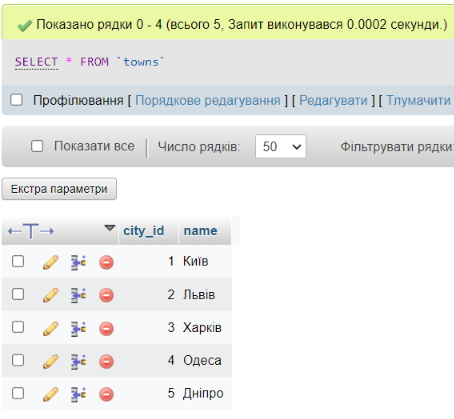 Показано рядки 0 - 4 (всього 5, Запит виконувався 0.0002 секунди.)
SELECT * FROM `towns`
Профілювання [ Порядкове редагування ] [ Редагувати ] [ Тлумачити
Показати все Число рядків: 50 Фільтрувати рядки
Екстра параметри
←T→ city_id name
1 Київ
2 Львів
3 Харків
4 Одеса
5 Дніпро